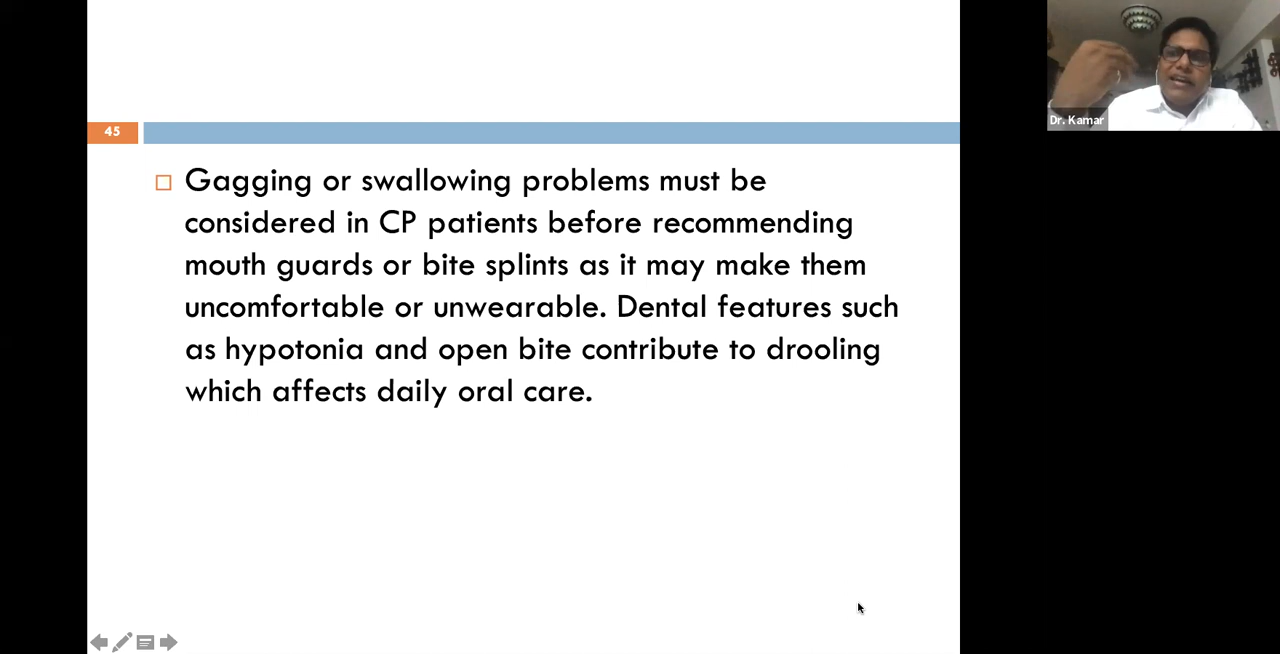 45
Gagging or swallowing problems must be
considered in CP patients before recommending
mouth guards or bite splints as it may make them
uncomfortable or unwearable. Dental features such
as hypotonia and open bite contribute to drooling
which affects daily oral care.
Dr. Kamar